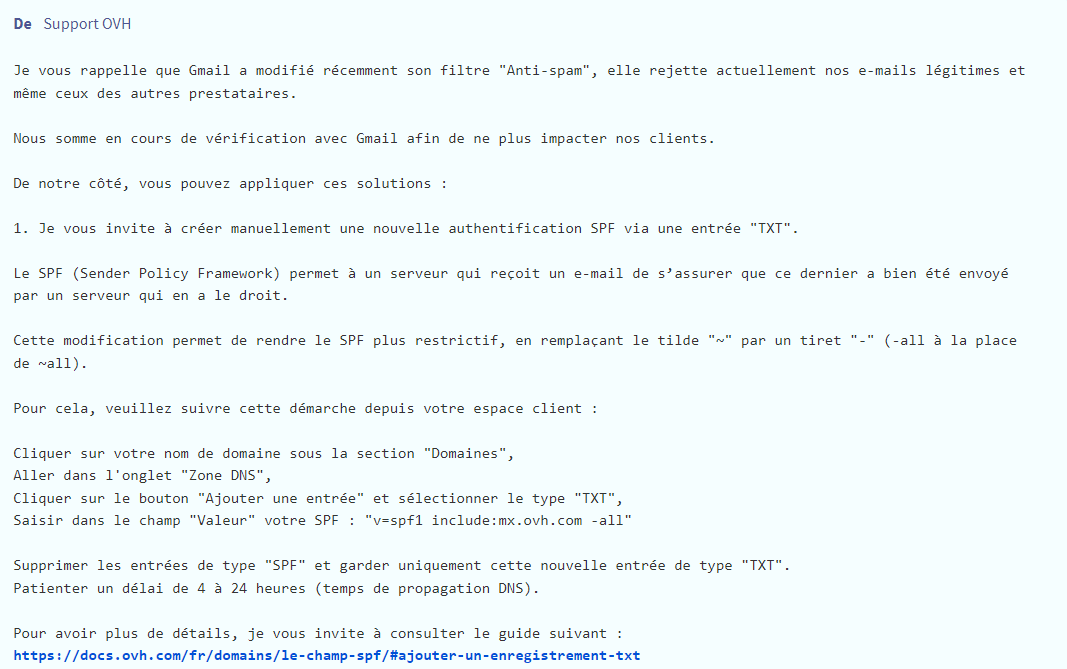 De Support OVH
Je vous rappelle que Gmail a modifié récemment son filtre "Anti-spam", elle rejette actuellement nos e-mails légitimes et
même ceux des autres prestataires.
Nous somme en cours de vérification avec Gmail afin de ne plus impacter nos clients.
De notre côté, vous pouvez appliquer ces solutions :
1. Je vous invite à créer manuellement une nouvelle authentification SPF via une entrée "TXT".
Le SPF (Sender Policy Framework) permet à un serveur qui reçoit un e-mail de s’assurer que ce dernier a bien été envoyé
par un serveur qui en a le droit.
Cette modification permet de rendre le SPF plus restrictif, en remplaçant le tilde "~" par un tiret "-" (-all à la place
de ~all).
Pour cela, veuillez suivre cette démarche depuis votre espace client :
Cliquer sur votre nom de domaine sous la section "Domaines",
Aller dans l'onglet "Zone DNS",
Cliquer sur le bouton "Ajouter une entrée" et sélectionner le type "TXT",
Saisir dans le champ "Valeur" votre SPF : "v=spf1 include:mx.ovh.com -all"
Supprimer les entrées de type "SPF" et garder uniquement cette nouvelle entrée de type "TXT".
Patienter un délai de 4 à 24 heures (temps de propagation DNS).
Pour avoir plus de détails, je vous invite à consulter le guide suivant :
https://docs.ovh.com/fr/domains/le-champ-spf/#ajouter-un-enregistrement-txt